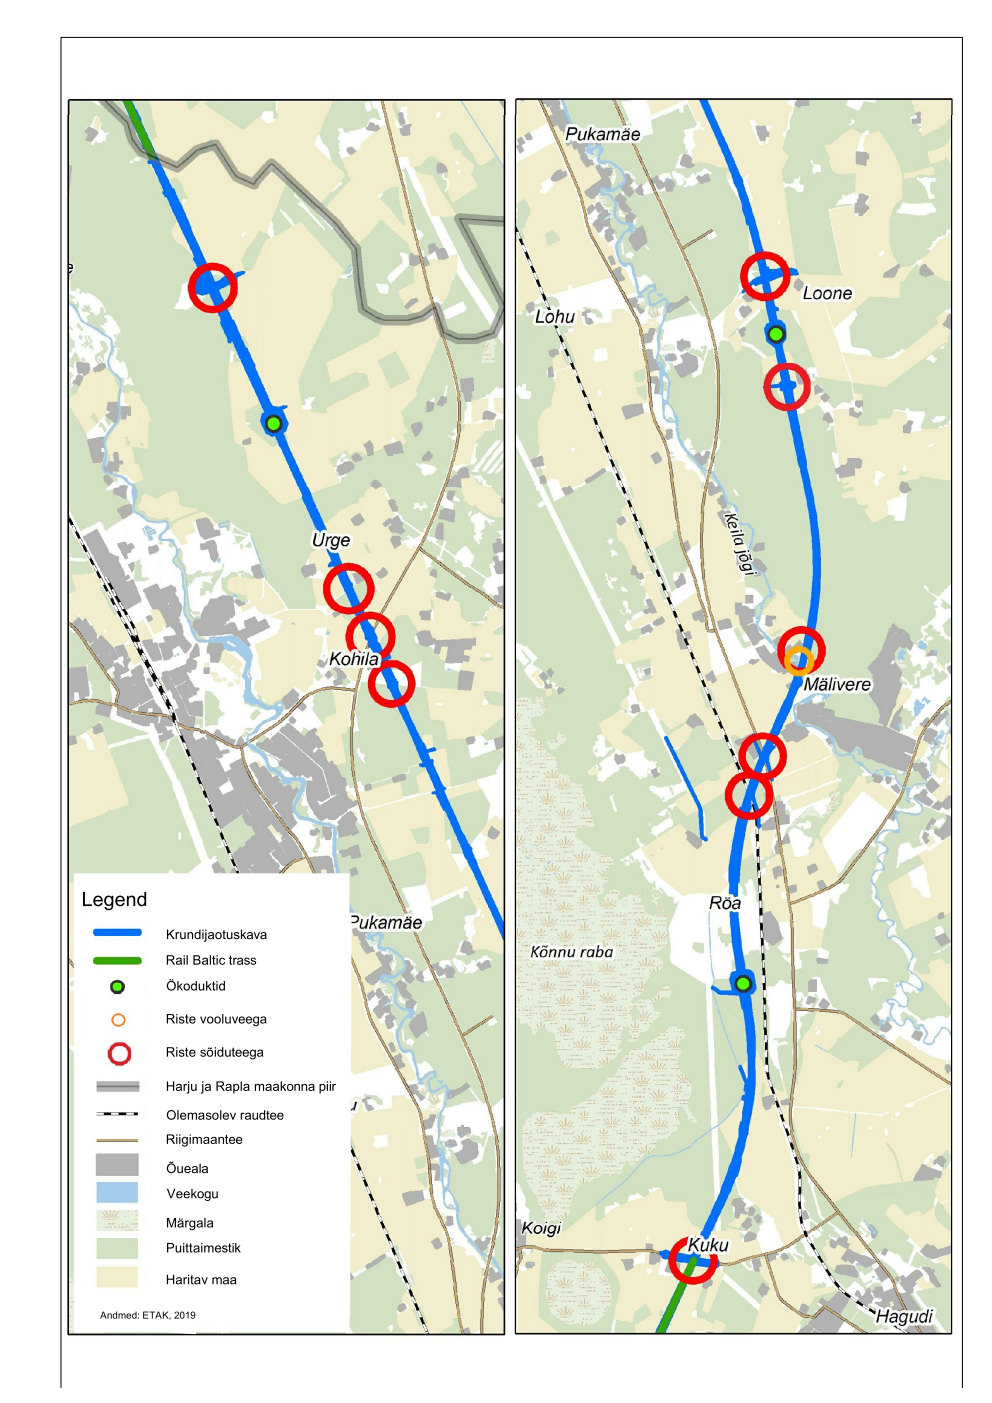 Urge
Kohila
Pukamäe
Legend
Krundijaotuskava
Rail Baltic trass
Ökoduktid
Riste vooluveega
Riste sõiduteega
Harju ja Rapla maakonna piir
Olemasolev raudtee
Riigimaantee
Õueala
Veekogu
Märgala
Puittaimestik
Haritav maa
Andmed: ETAK, 2019
Pukamäe
Loone
Lohu
Keila jõgi
Mälivere
Röa
Kõnnu raba
Koigi
Kuku
Hagudi